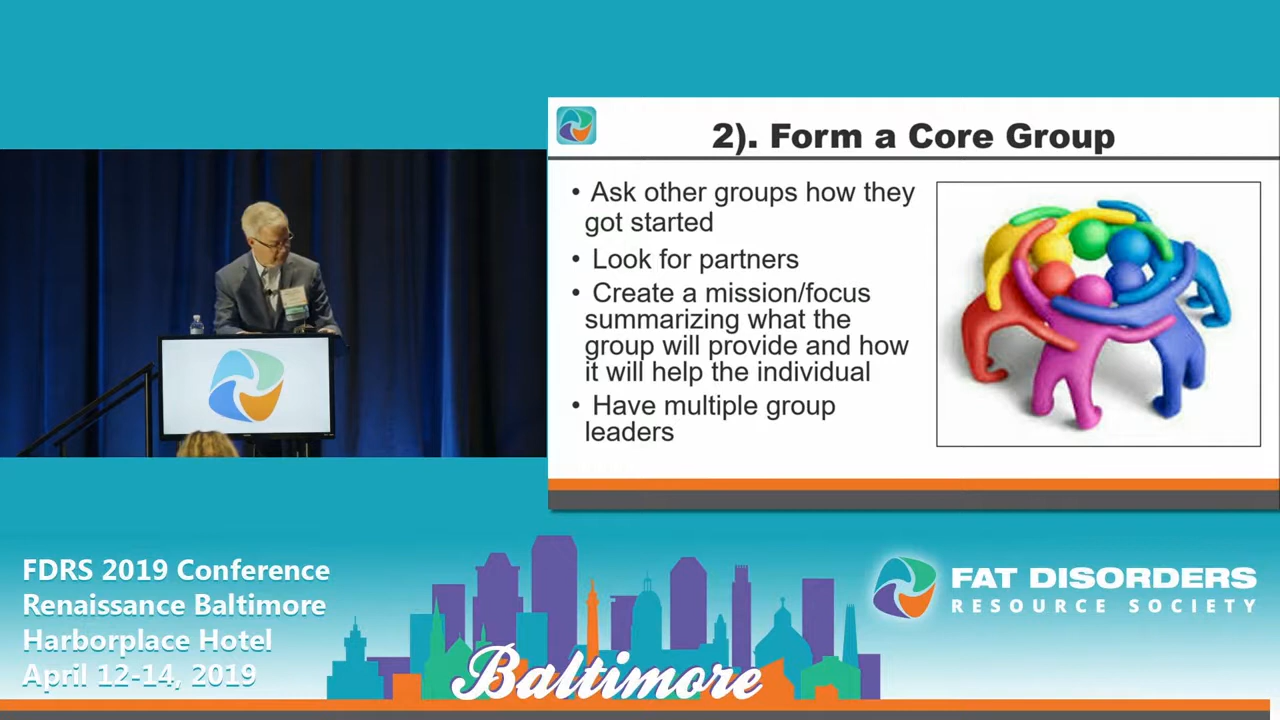 2). Form a Core Group
• Ask other groups how they
got started
• Look for partners
• Create a mission/focus
summarizing what the
group will provide and how
it will help the individual
• Have multiple group
leaders
FDRS 2019 Conference
Renaissance Baltimore
Harborplace Hotel
April 12-14, 2019
Baltimore
FAT DISORDERS
RESOURCE SOCIETY